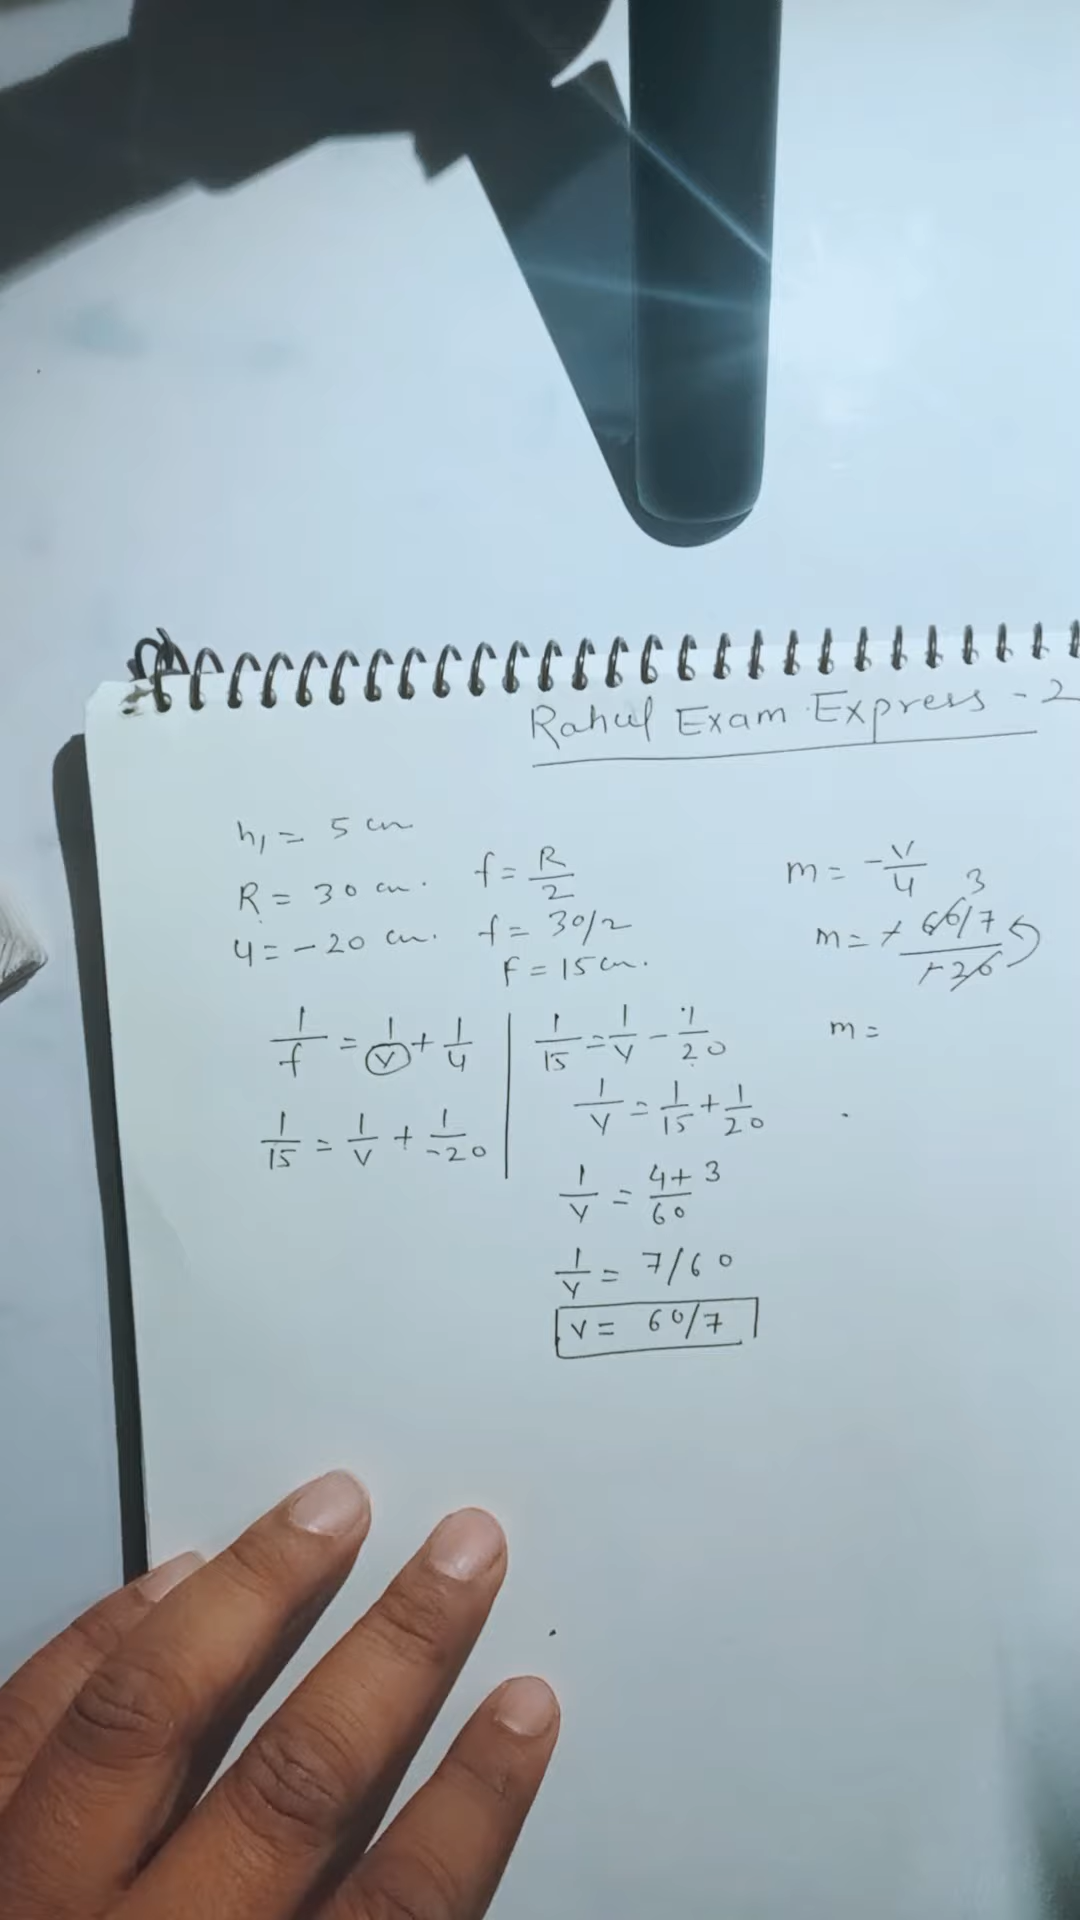 Rahul Exam Express - 2
h₁ = 5 cm
R = 30 cm. f = R/2
u = -20 cm. f = 30/2
F = 15 cm.
1/f = 1/v + 1/u
1/15 = 1/v + 1/-20
1/15 = 1/v - 1/20
1/v = 1/15 + 1/20
1/v = 4+3/60
1/v = 7/60
v = 60/7
m = -v/u
3
m = + 60/7 / +20
m =